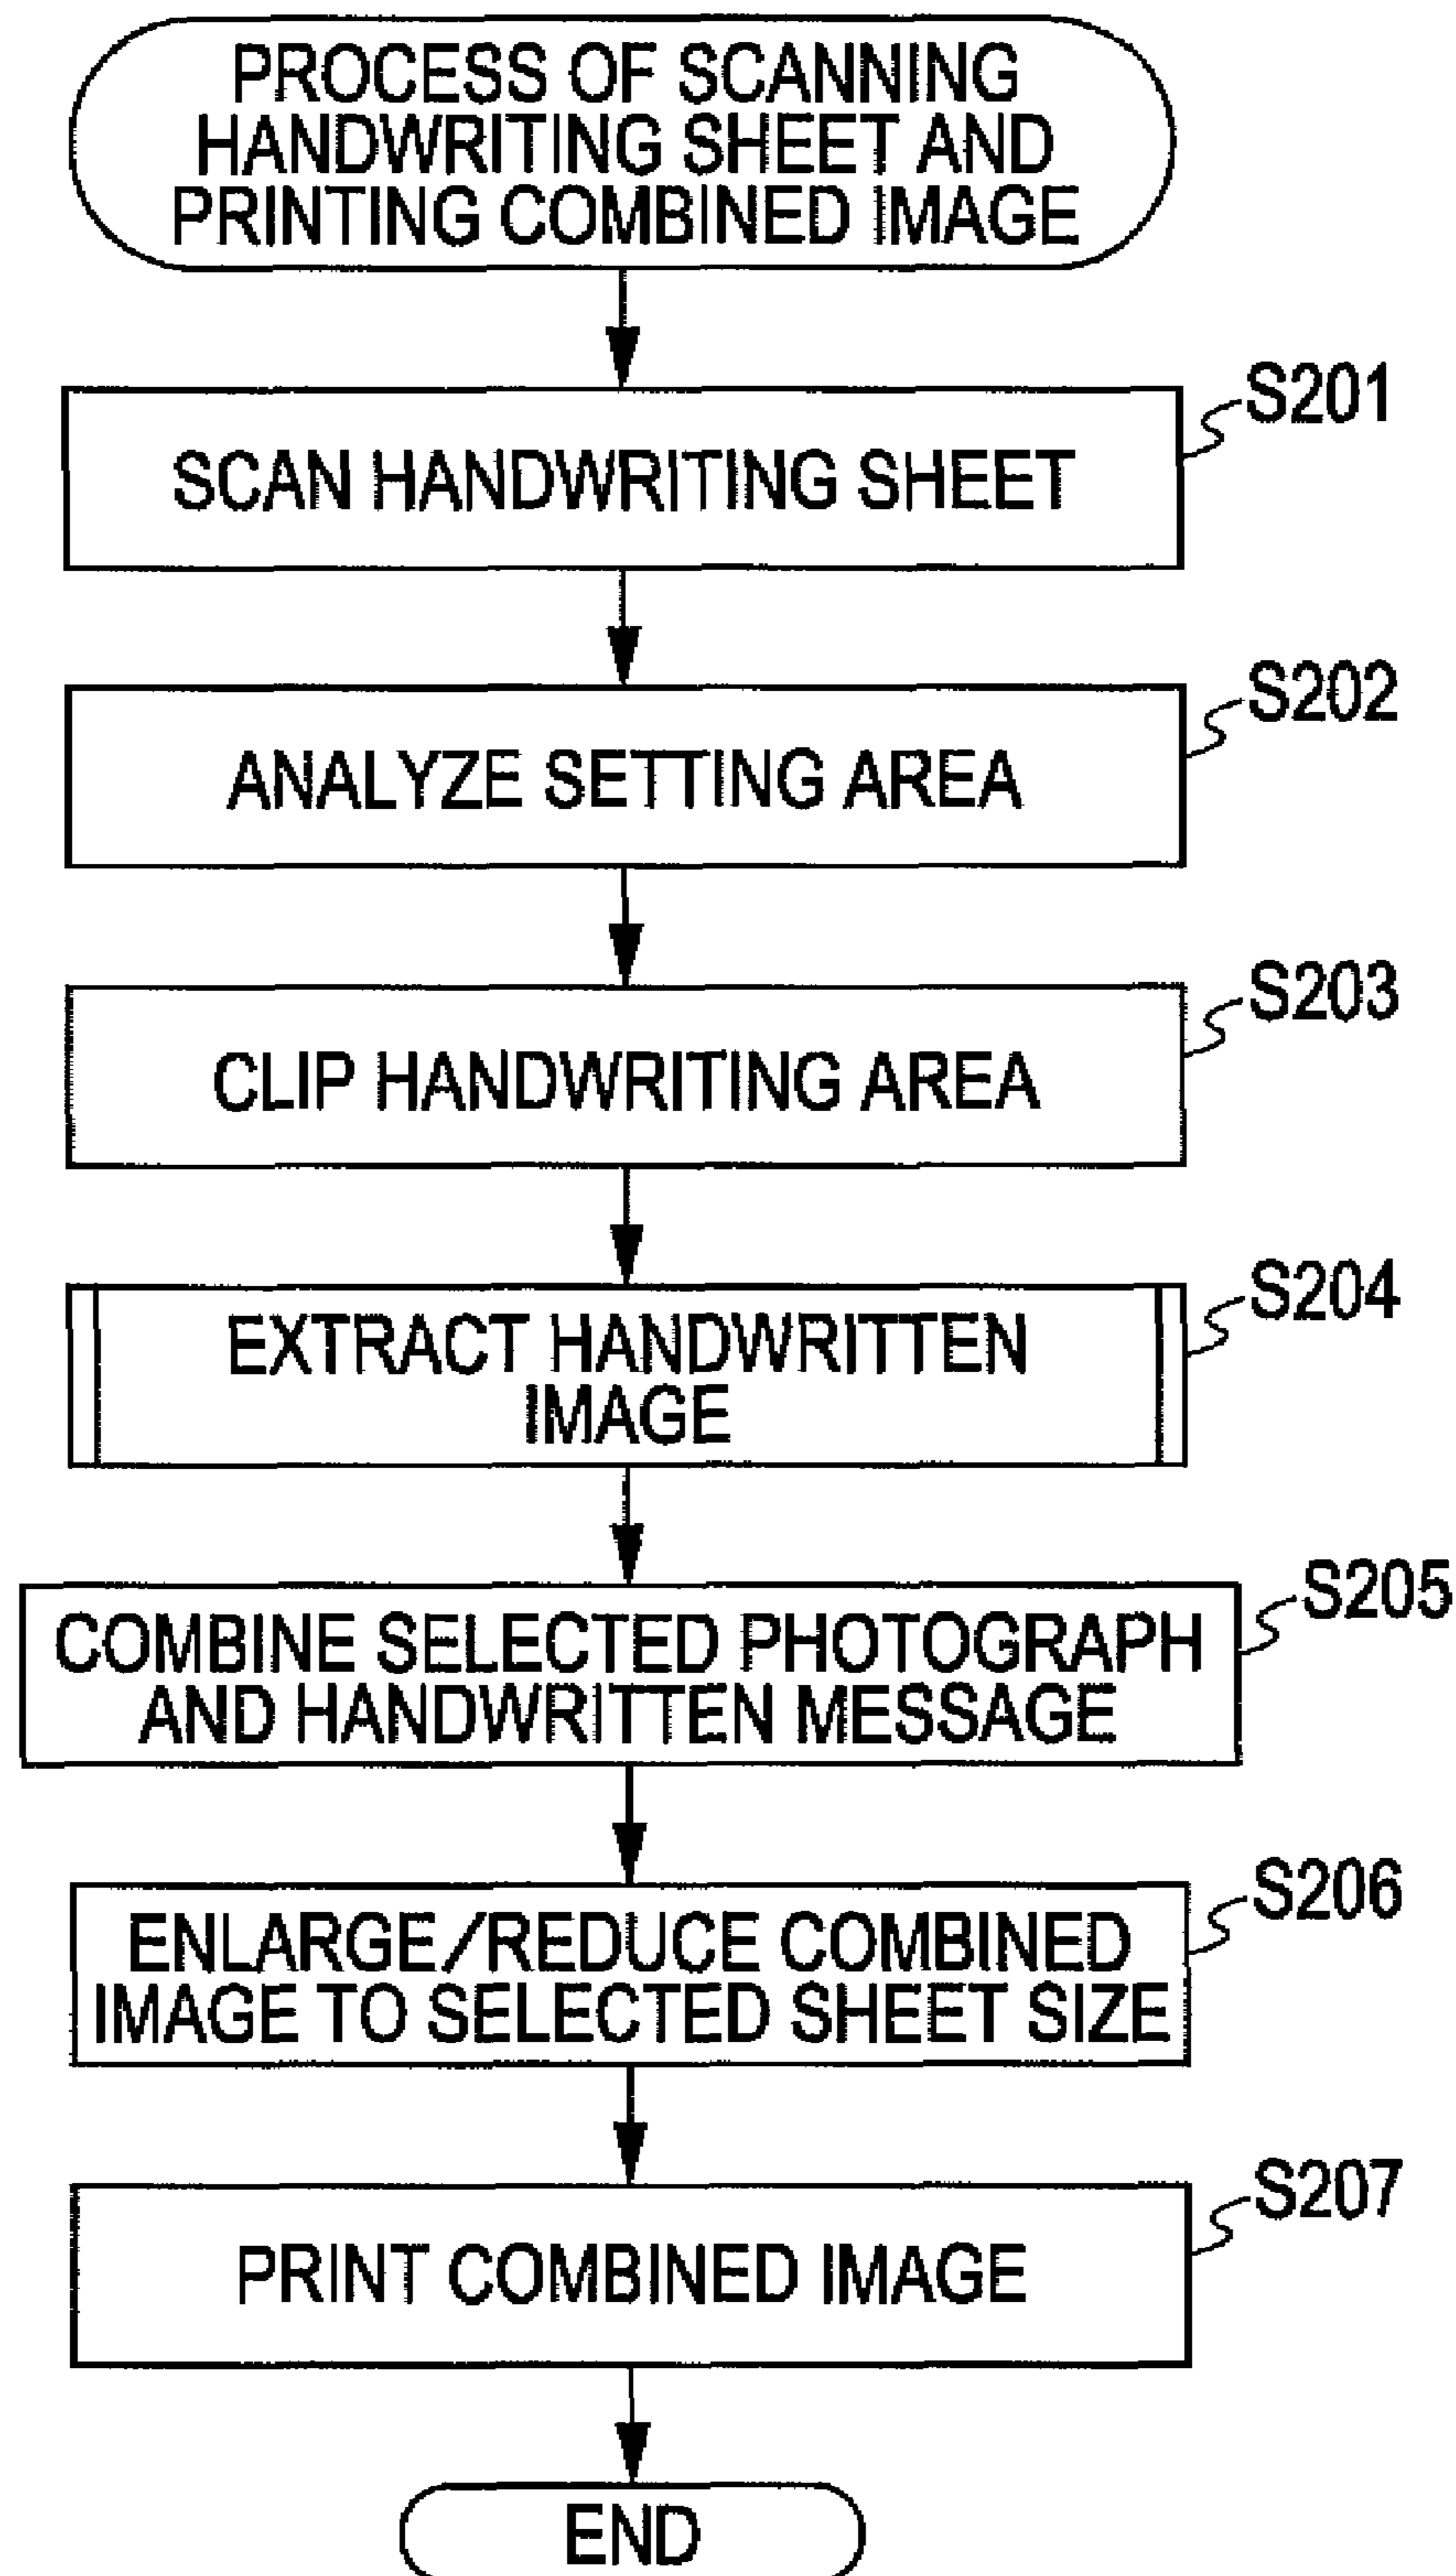 PROCESS OF SCANNING
HANDWRITING SHEET AND
PRINTING COMBINED IMAGE
S201
SCAN HANDWRITING SHEET
S202
ANALYZE SETTING AREA
S203
CLIP HANDWRITING AREA
S204
EXTRACT HANDWRITTEN
IMAGE
S205
COMBINE SELECTED PHOTOGRAPH
AND HANDWRITTEN MESSAGE
S206
ENLARGE/REDUCE COMBINED
IMAGE TO SELECTED SHEET SIZE
S207
PRINT COMBINED IMAGE
END